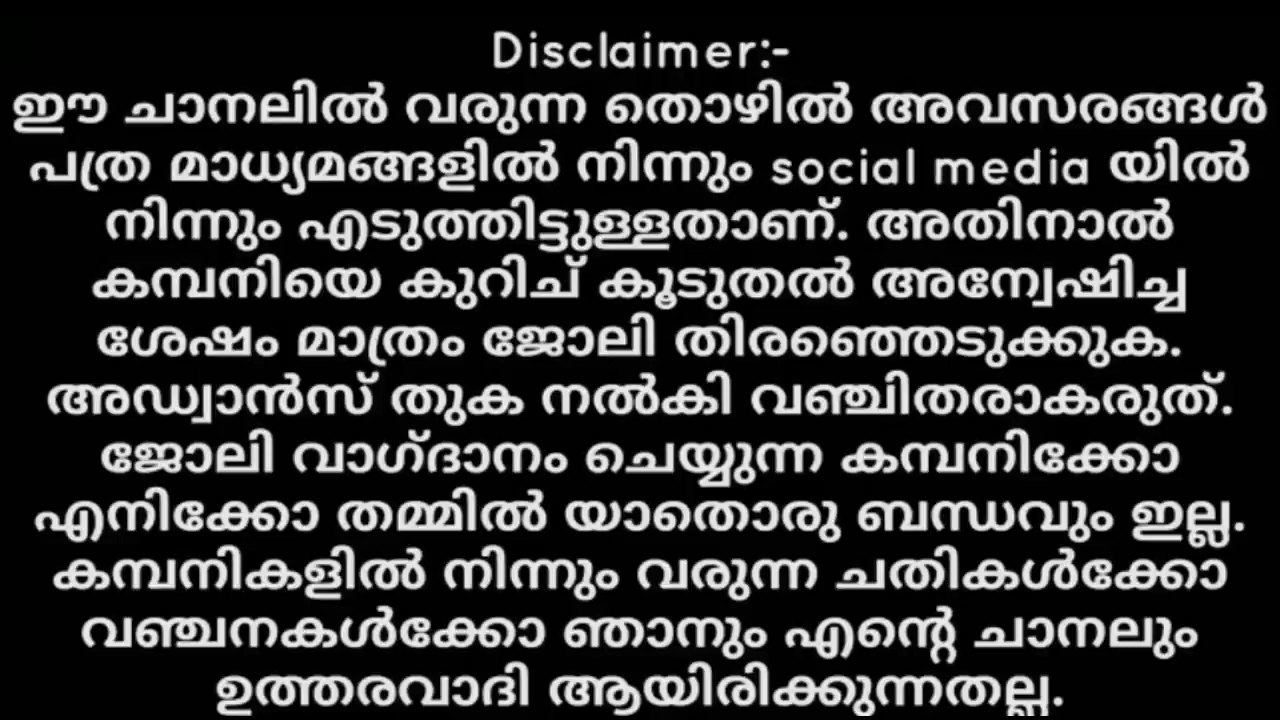 Disclaimer:-
ഈ ചാനലിൽ വരുന്ന തൊഴിൽ അവസരങ്ങൾ
പത്ര മാധ്യമങ്ങളിൽ നിന്നും social media യിൽ
നിന്നും എടുത്തിട്ടുള്ളതാണ്. അതിനാൽ
കമ്പനിയെ കുറിച് കൂടുതൽ അന്വേഷിച്ച
ശേഷം മാത്രം ജോലി തിരഞ്ഞെടുക്കുക.
അഡ്വാൻസ് തുക നൽകി വഞ്ചിതരാകരുത്.
ജോലി വാഗ്ദാനം ചെയ്യുന്ന കമ്പനിക്കോ
എനിക്കോ തമ്മിൽ യാതൊരു ബന്ധവും ഇല്ല.
കമ്പനികളിൽ നിന്നും വരുന്ന ചതികൾക്കോ
വഞ്ചനകൾക്കോ ഞാനും എന്റെ ചാനലും
ഉത്തരവാദി ആയിരിക്കുന്നതല്ല.